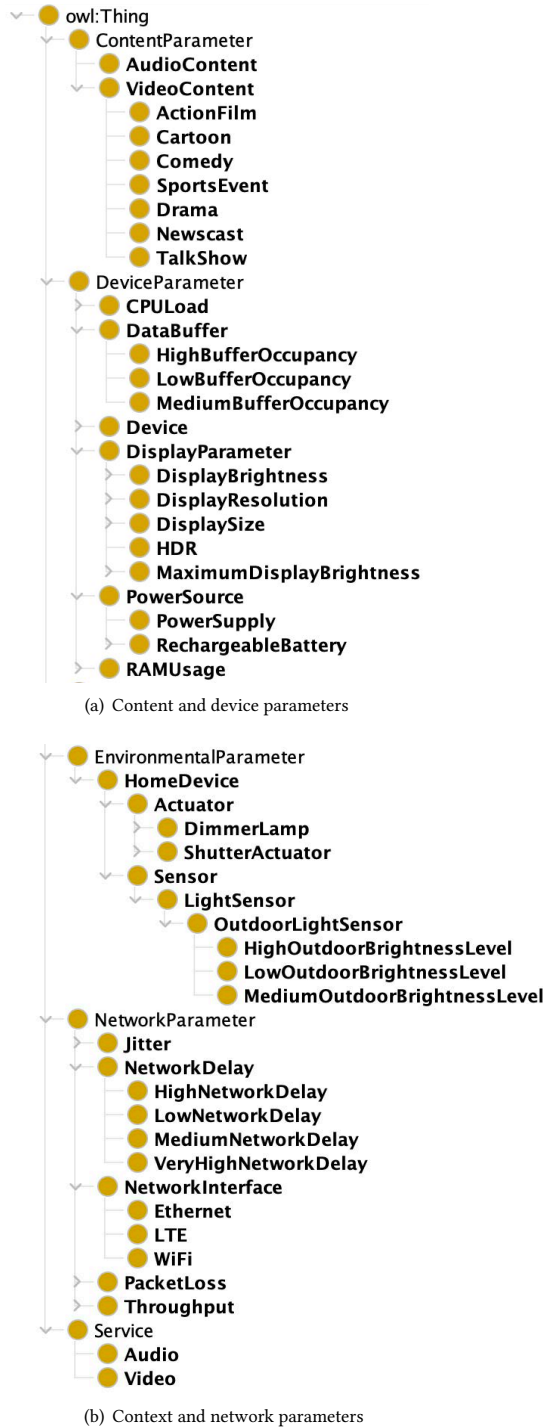 owl:Thing
ContentParameter
AudioContent
VideoContent
ActionFilm
Cartoon
Comedy
SportsEvent
Drama
Newscast
TalkShow
DeviceParameter
CPULoad
DataBuffer
HighBufferOccupancy
LowBufferOccupancy
MediumBufferOccupancy
Device
DisplayParameter
DisplayBrightness
DisplayResolution
DisplaySize
HDR
MaximumDisplayBrightness
PowerSource
PowerSupply
RechargeableBattery
RAMUsage
(a) Content and device parameters
EnvironmentalParameter
HomeDevice
Actuator
DimmerLamp
ShutterActuator
Sensor
LightSensor
OutdoorLightSensor
HighOutdoorBrightnessLevel
LowOutdoorBrightnessLevel
MediumOutdoorBrightnessLevel
NetworkParameter
Jitter
NetworkDelay
HighNetworkDelay
LowNetworkDelay
MediumNetworkDelay
VeryHighNetworkDelay
NetworkInterface
Ethernet
LTE
WiFi
PacketLoss
Throughput
Service
Audio
Video
(b) Context and network parameters